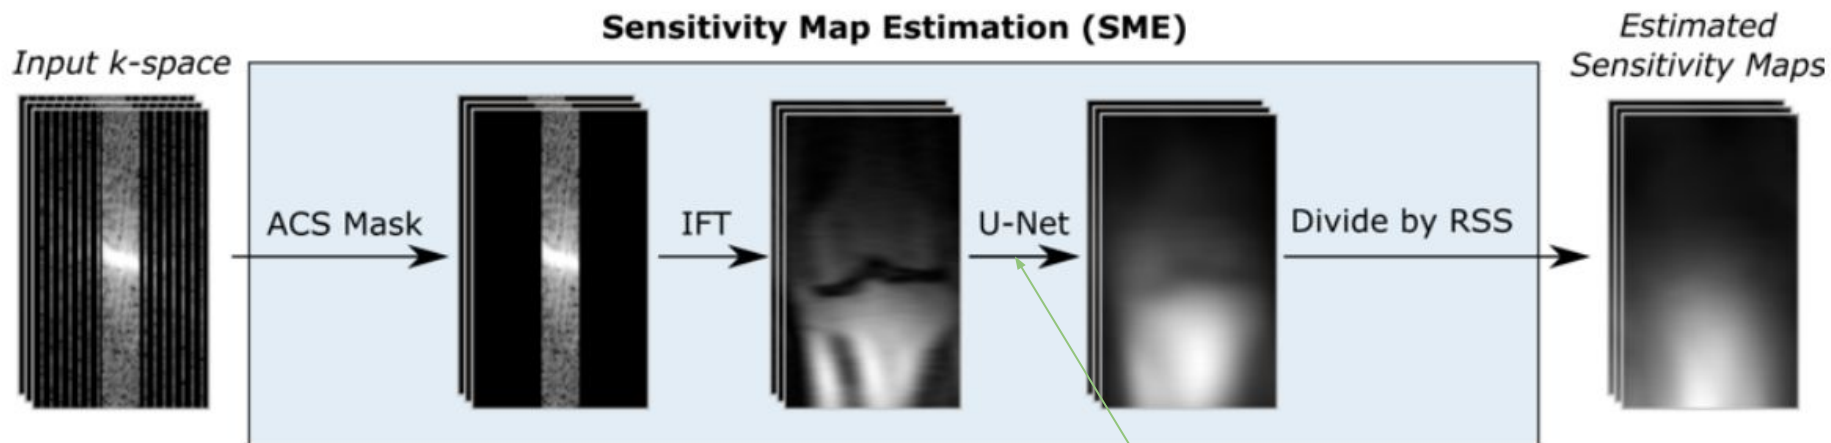 Sensitivity Map Estimation (SME)
Input k-space
Estimated
Sensitivity Maps
ACS Mask
IFT
U-Net
Divide by RSS